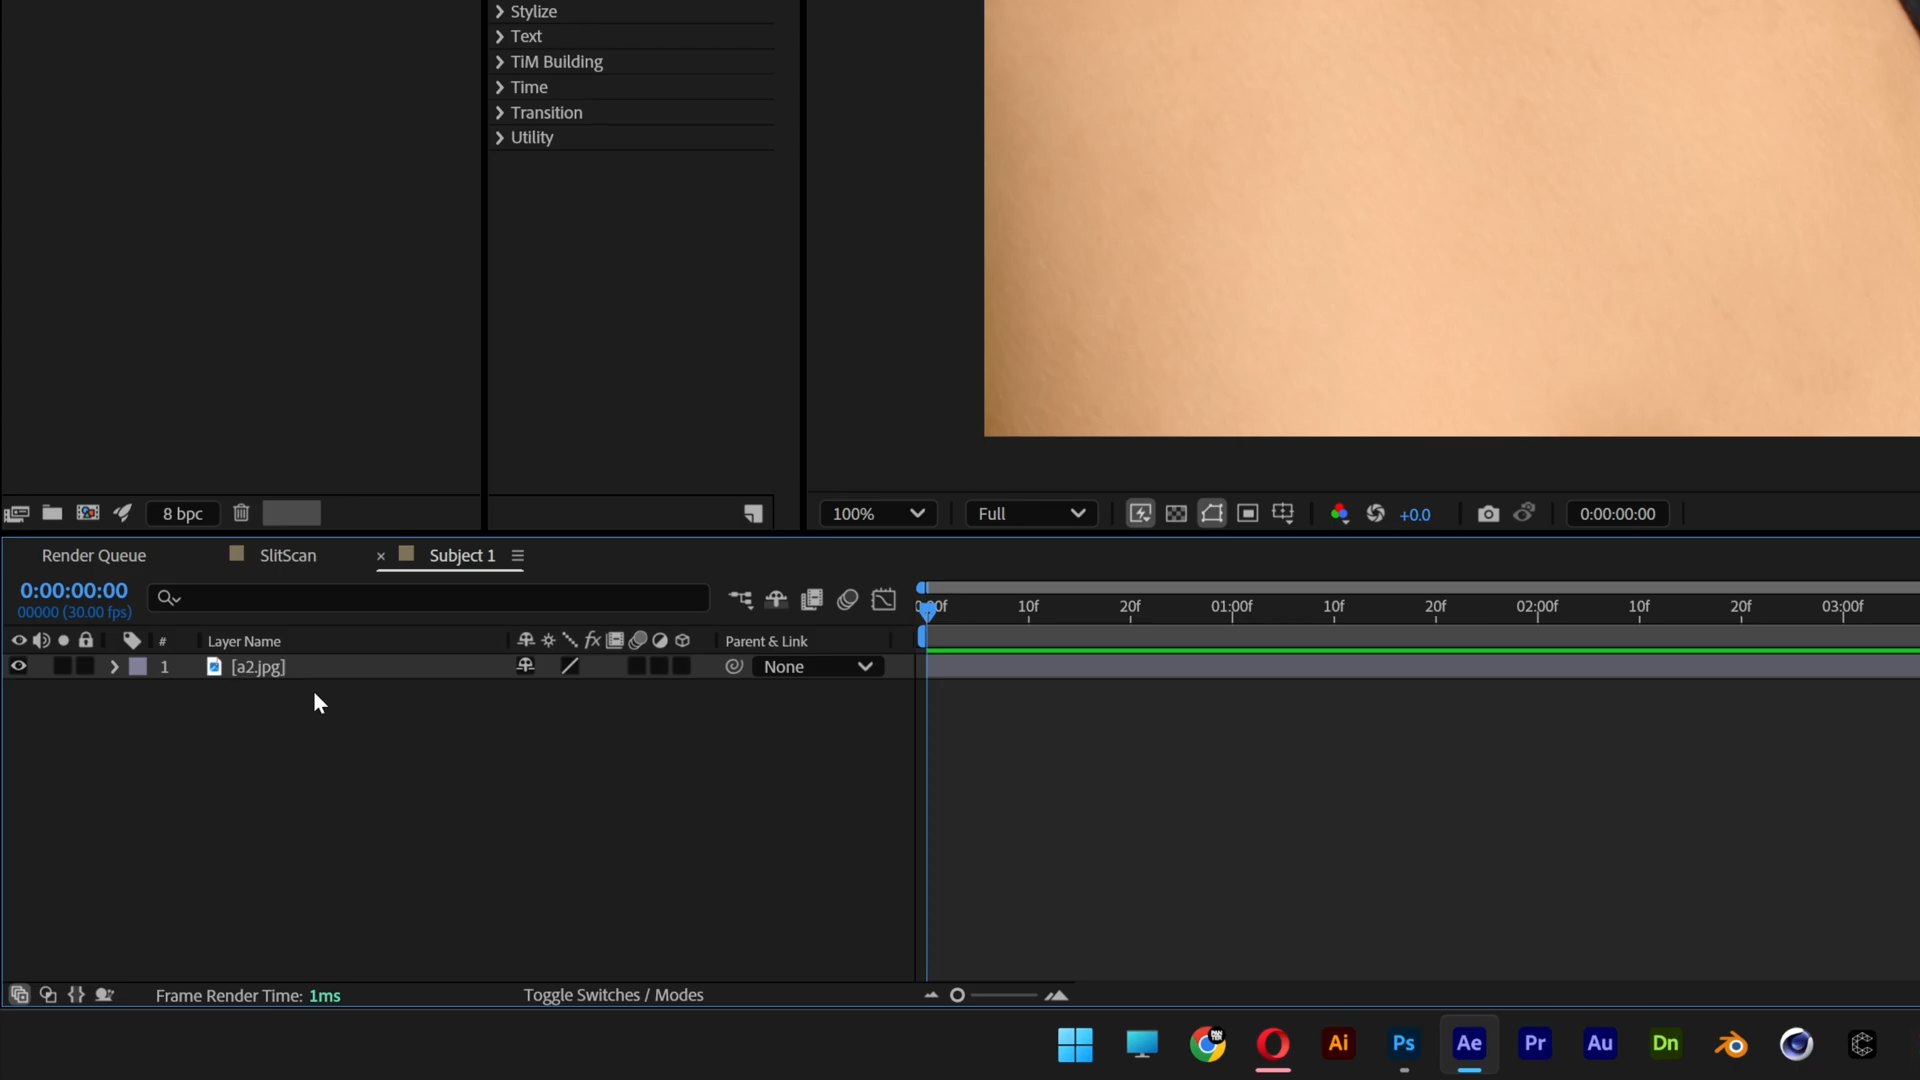 Stylize
Text
TiM Building
Time
Transition
Utility
8 bpc
100%
Full
+0.0
0:00:00:00
Render Queue
SlitScan
× Subject 1
0:00:00:00
00000 (30.00 fps)
# Layer Name
fx
Parent & Link
1 [a2.jpg]
None
10f 20f 01:00f 10f 20f 02:00f 10f 20f 03:00f
Frame Render Time: 1ms
Toggle Switches / Modes
Ai Ps Ae Pr Au Dn